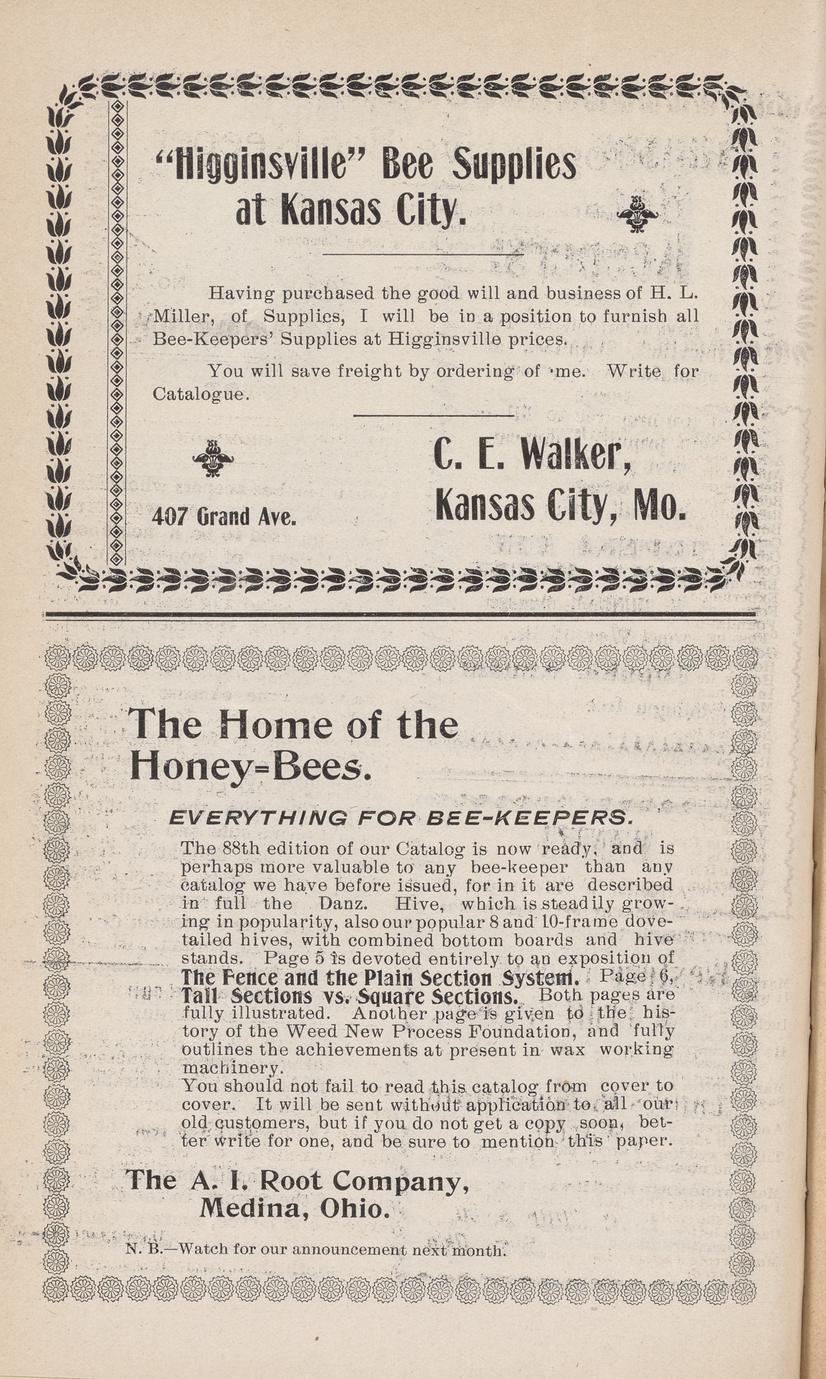 “Higginsville” Bee Supplies
at Kansas City.
Having purchased the good will and business of H. L.
Miller, of Supplies, I will be in a position to furnish all
Bee-Keepers’ Supplies at Higginsville prices.
You will save freight by ordering of me. Write for
Catalogue.
C. E. Walker,
407 Grand Ave.
Kansas City, Mo.
The Home of the
Honey=Bees.
EVERYTHING FOR BEE-KEEPERS.
The 88th edition of our Catalog is now ready, and is
perhaps more valuable to any bee-keeper than any
catalog we have before issued, for in it are described
in full the Danz. Hive, which is steadily grow-
ing in popularity, also our popular 8 and 10-frame dove-
tailed hives, with combined bottom boards and hive
stands. Page 5 is devoted entirely to an exposition of
The Fence and the Plain Section System. Page 6,
Tall Sections vs. Square Sections. Both pages are
fully illustrated. Another page is given to the his-
tory of the Weed New Process Foundation, and fully
outlines the achievements at present in wax working
machinery.
You should not fail to read this catalog from cover to
cover. It will be sent without application to all our
old customers, but if you do not get a copy soon, bet-
ter write for one, and be sure to mention this paper.
The A. I. Root Company,
Medina, Ohio.
N. B.—Watch for our announcement next month.